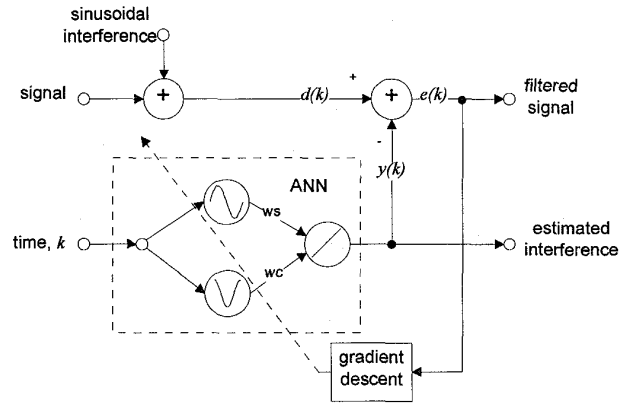 sinusoidal
interference
+
signal
+
d(k)
+
e(k)
filtered
signal
-
y(k)
ANN
ws
time, k
wc
estimated
interference
gradient
descent